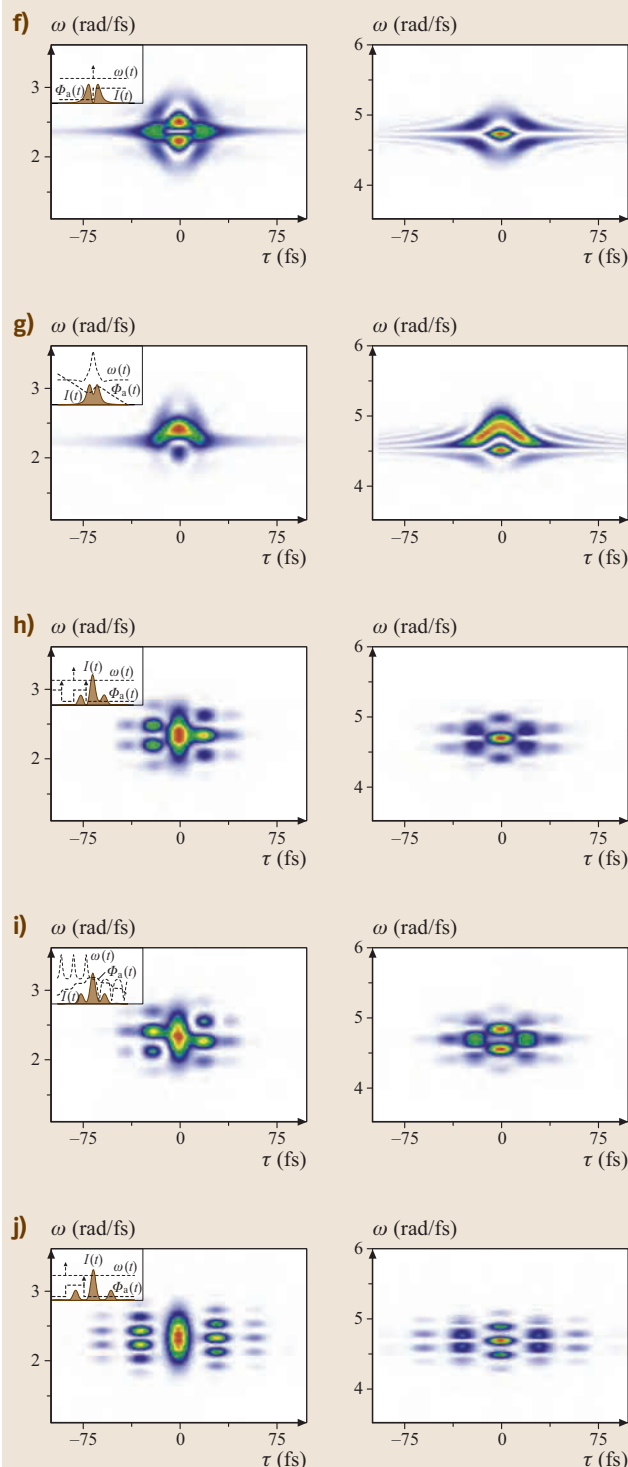 f) ω (rad/fs) ω (rad/fs)
3 6
ω(t)
Φa(t) I(t)
5
2
4
−75 0 75 −75 0 75
τ (fs) τ (fs)
g) ω (rad/fs) ω (rad/fs)
3 6
ω(t)
I(t) Φa(t)
5
2
4
−75 0 75 −75 0 75
τ (fs) τ (fs)
h) ω (rad/fs) ω (rad/fs)
3 6
I(t) ω(t)
Φa(t)
5
2
4
−75 0 75 −75 0 75
τ (fs) τ (fs)
i) ω (rad/fs) ω (rad/fs)
3 6
ω(t)
Φa(t)
I(t)
5
2
4
−75 0 75 −75 0 75
τ (fs) τ (fs)
j) ω (rad/fs) ω (rad/fs)
3 6
I(t) ω(t)
Φa(t)
5
2
4
−75 0 75 −75 0 75
τ (fs) τ (fs)